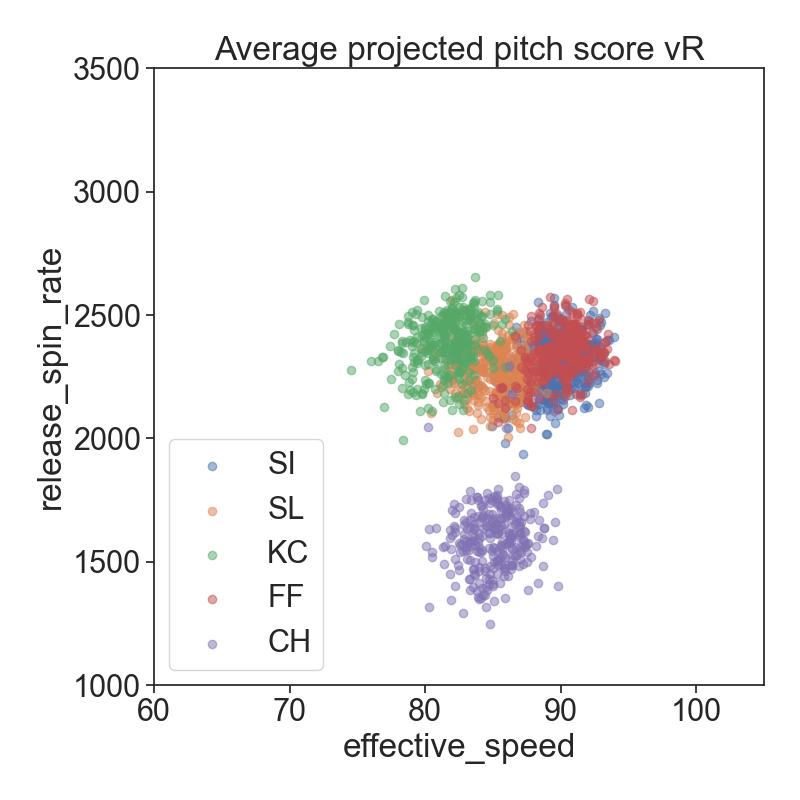 Average projected pitch score vR
3500
3000
2500
2000
1500
1000
release_spin_rate
SI
SL
KC
FF
CH
60 70 80 90 100
effective_speed